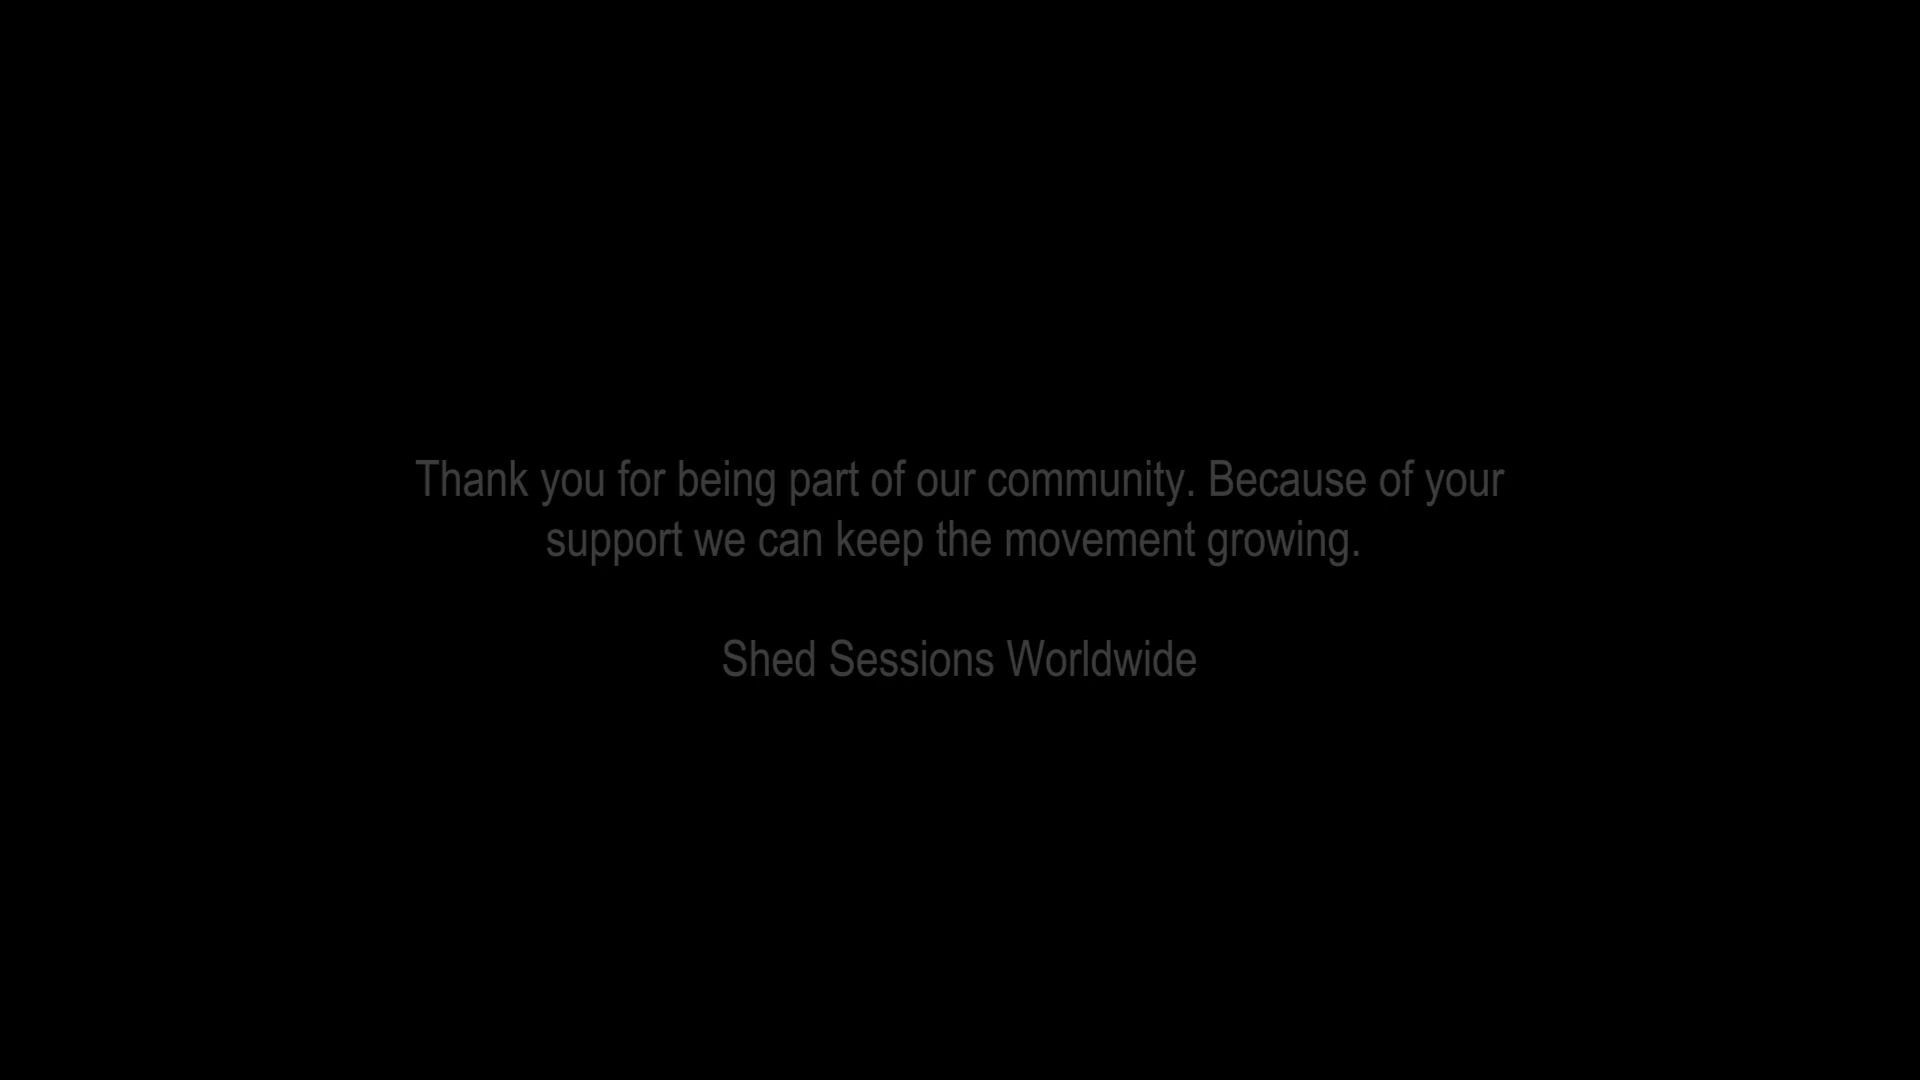 Thank you for being part of our community. Because of your
support we can keep the movement growing.
Shed Sessions Worldwide